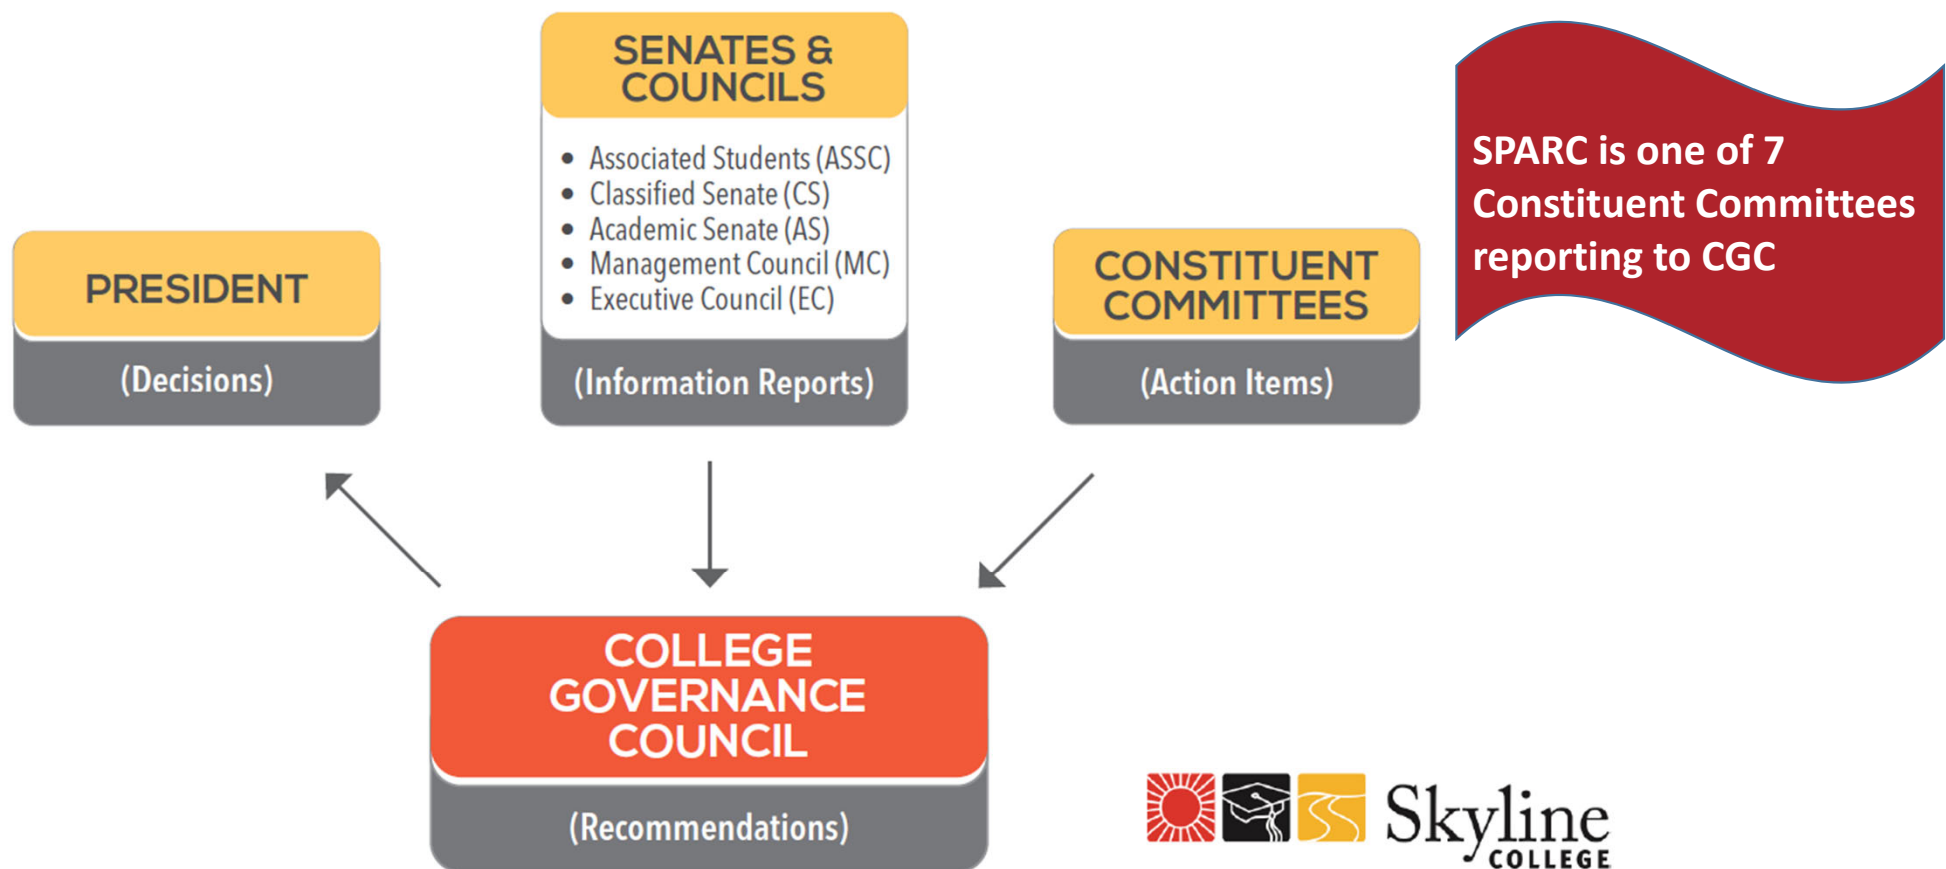 SENATES &
COUNCILS
• Associated Students (ASSC)
• Classified Senate (CS)
• Academic Senate (AS)
• Management Council (MC)
• Executive Council (EC)
(Information Reports)
PRESIDENT
(Decisions)
CONSTITUENT
COMMITTEES
(Action Items)
SPARC is one of 7
Constituent Committees
reporting to CGC
COLLEGE
GOVERNANCE
COUNCIL
(Recommendations)
Skyline
COLLEGE